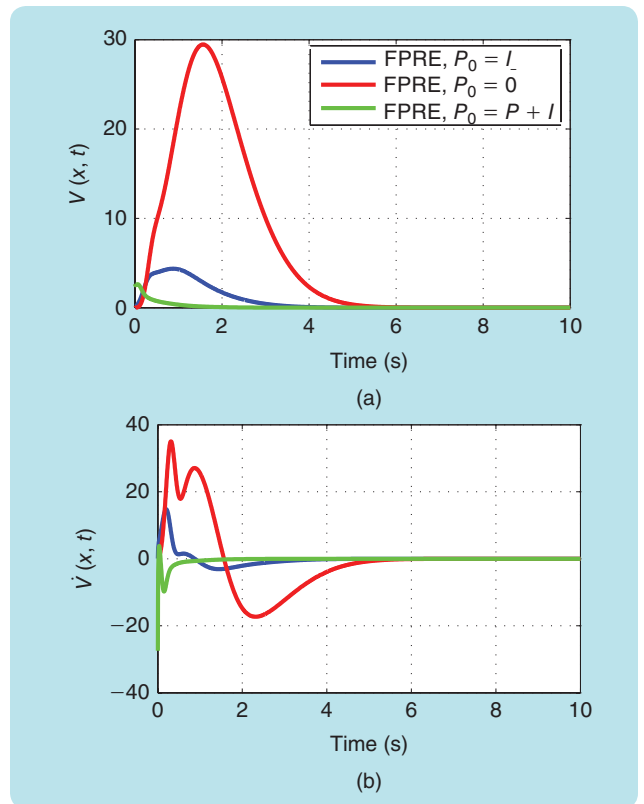 30
20
10
0
V (x, t)
FPRE, P₀ = I
FPRE, P₀ = 0
FPRE, P₀ = P̄ + I
0 2 4 6 8 10
Time (s)
(a)
40
20
0
−20
−40
V̇ (x, t)
0 2 4 6 8 10
Time (s)
(b)